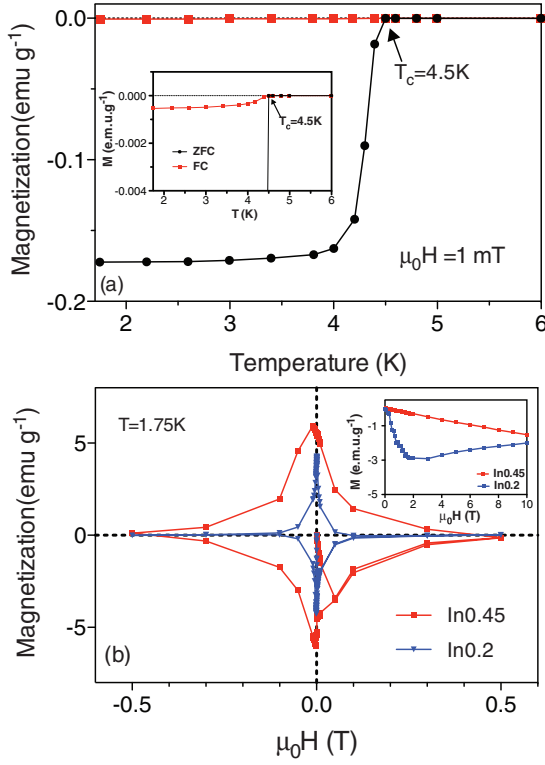 0.0
-0.1
-0.2
Magnetization(emu g⁻¹)
T_c=4.5K
0.000
-0.002
-0.004
M (e.m.u.g⁻¹)
T_c=4.5K
ZFC
FC
2 3 4 5 6
T (K)
(a)
μ₀H =1 mT
2 3 4 5 6
Temperature (K)
T=1.75K
5
0
-5
Magnetization(emu g⁻¹)
-1
-3
-5
M (e.m.u.g⁻¹)
In0.45
In0.2
0 2 4 6 8 10
μ₀H (T)
In0.45
In0.2
(b)
-0.5 0.0 0.5
μ₀H (T)